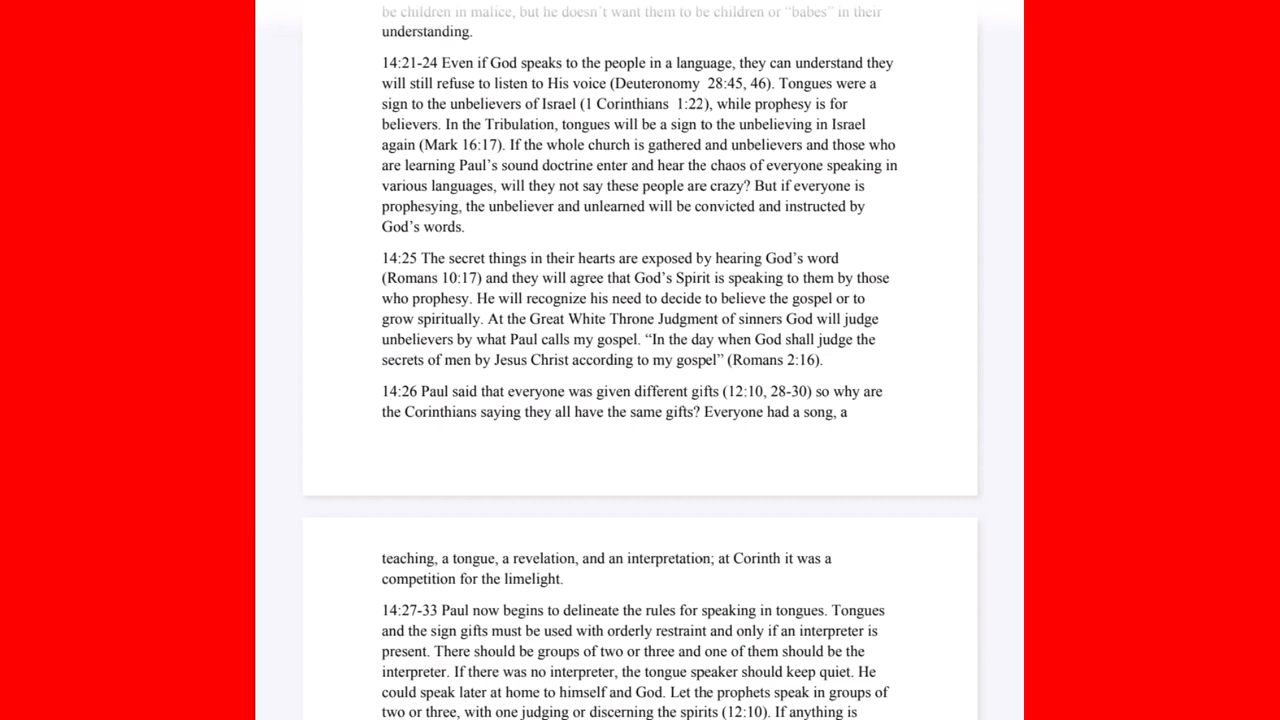 be children in malice, but he doesn't want them to be children or “babes” in their
understanding.
14:21-24 Even if God speaks to the people in a language, they can understand they
will still refuse to listen to His voice (Deuteronomy 28:45, 46). Tongues were a
sign to the unbelievers of Israel (1 Corinthians 1:22), while prophesy is for
believers. In the Tribulation, tongues will be a sign to the unbelieving in Israel
again (Mark 16:17). If the whole church is gathered and unbelievers and those who
are learning Paul’s sound doctrine enter and hear the chaos of everyone speaking in
various languages, will they not say these people are crazy? But if everyone is
prophesying, the unbeliever and unlearned will be convicted and instructed by
God’s words.
14:25 The secret things in their hearts are exposed by hearing God’s word
(Romans 10:17) and they will agree that God’s Spirit is speaking to them by those
who prophesy. He will recognize his need to decide to believe the gospel or to
grow spiritually. At the Great White Throne Judgment of sinners God will judge
unbelievers by what Paul calls my gospel. “In the day when God shall judge the
secrets of men by Jesus Christ according to my gospel” (Romans 2:16).
14:26 Paul said that everyone was given different gifts (12:10, 28-30) so why are
the Corinthians saying they all have the same gifts? Everyone had a song, a
teaching, a tongue, a revelation, and an interpretation; at Corinth it was a
competition for the limelight.
14:27-33 Paul now begins to delineate the rules for speaking in tongues. Tongues
and the sign gifts must be used with orderly restraint and only if an interpreter is
present. There should be groups of two or three and one of them should be the
interpreter. If there was no interpreter, the tongue speaker should keep quiet. He
could speak later at home to himself and God. Let the prophets speak in groups of
two or three, with one judging or discerning the spirits (12:10). If anything is